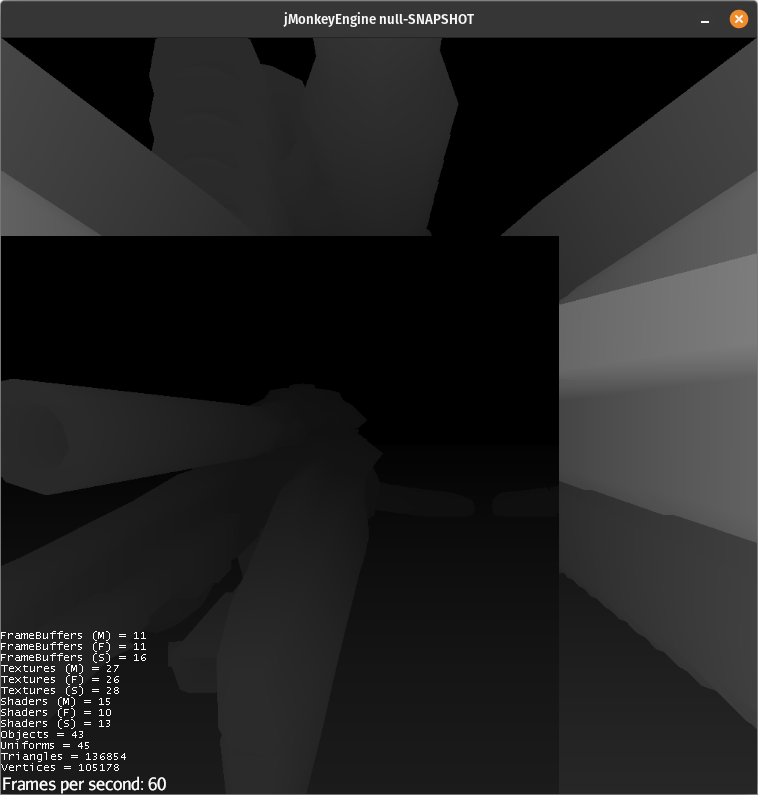 jMonkeyEngine null-SNAPSHOT
FrameBuffers (M) = 11
FrameBuffers (F) = 11
FrameBuffers (S) = 16
Textures (M) = 27
Textures (F) = 26
Textures (S) = 28
Shaders (M) = 15
Shaders (F) = 10
Shaders (S) = 13
Objects = 43
Uniforms = 45
Triangles = 136854
Vertices = 105178
Frames per second: 60